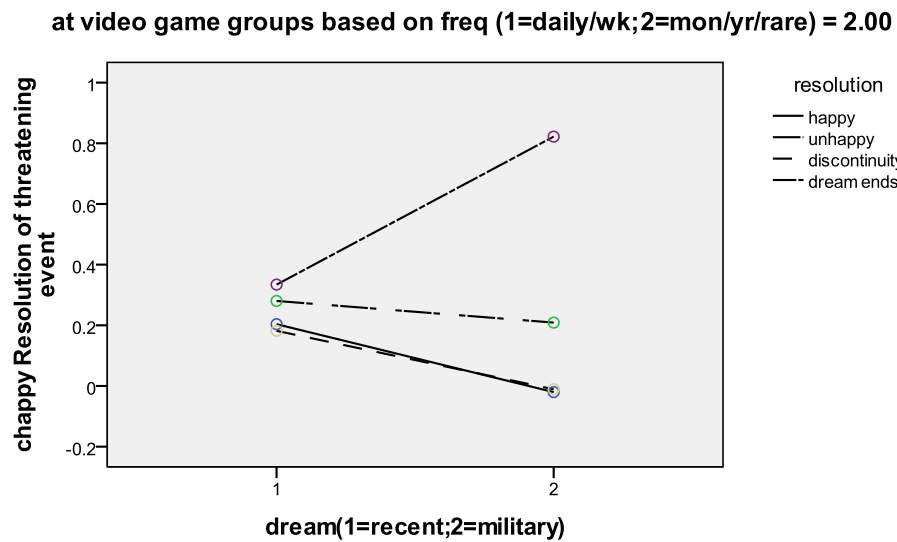 at video game groups based on freq (1=daily/wk;2=mon/yr/rare) = 2.00
chappy Resolution of threatening
event
1
0.8
0.6
0.4
0.2
0
-0.2
1
2
dream(1=recent;2=military)
resolution
happy
unhappy
discontinuity
dream ends